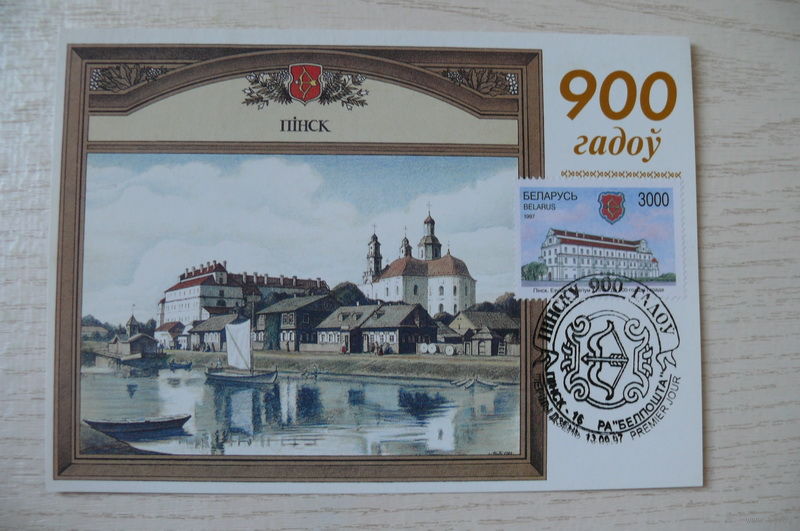 ПІНСК
900
гадоў
БЕЛАРУСЬ
BELARUS
3000
1997
Пінск.
ПІНСКУ 900 ГАДОЎ
ПІНСК - 16 РА "БЕЛПОШТА"
ПЕРШЫ ДЗЕНЬ 13.09.97 PREMIER JOUR